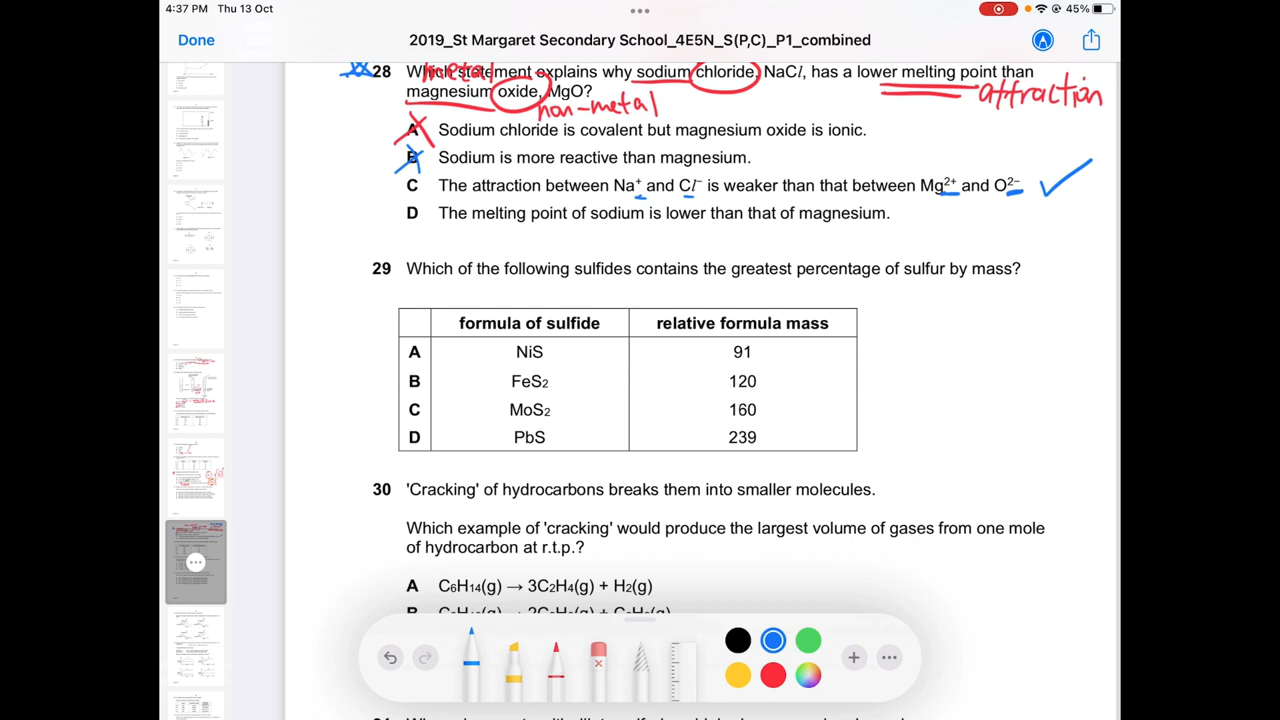 4:37 PM Thu 13 Oct
45%
Done
2019_St Margaret Secondary School_4E5N_S(P,C)_P1_combined
28 Which statement explains why sodium chloride, NaCl has a lower melting point than
metal
magnesium oxide, MgO?
non-metal
attraction
A Sodium chloride is covalent but magnesium oxide is ionic.
B Sodium is more reactive than magnesium.
C The attraction between Na+ and Cl− is weaker than that between Mg2+ and O2−
D The melting point of sodium is lower than that of magnesium.
29 Which of the following sulfides contains the greatest percentage of sulfur by mass?
formula of sulfide relative formula mass
A NiS 91
B FeS2 120
C MoS2 160
D PbS 239
30 'Cracking' of hydrocarbons breaks them into smaller molecules.
Which example of 'cracking' would produce the largest volume of gases from one mole
of hydrocarbon at r.t.p.?
A C6H14(g) → 3C2H4(g) + H2(g)